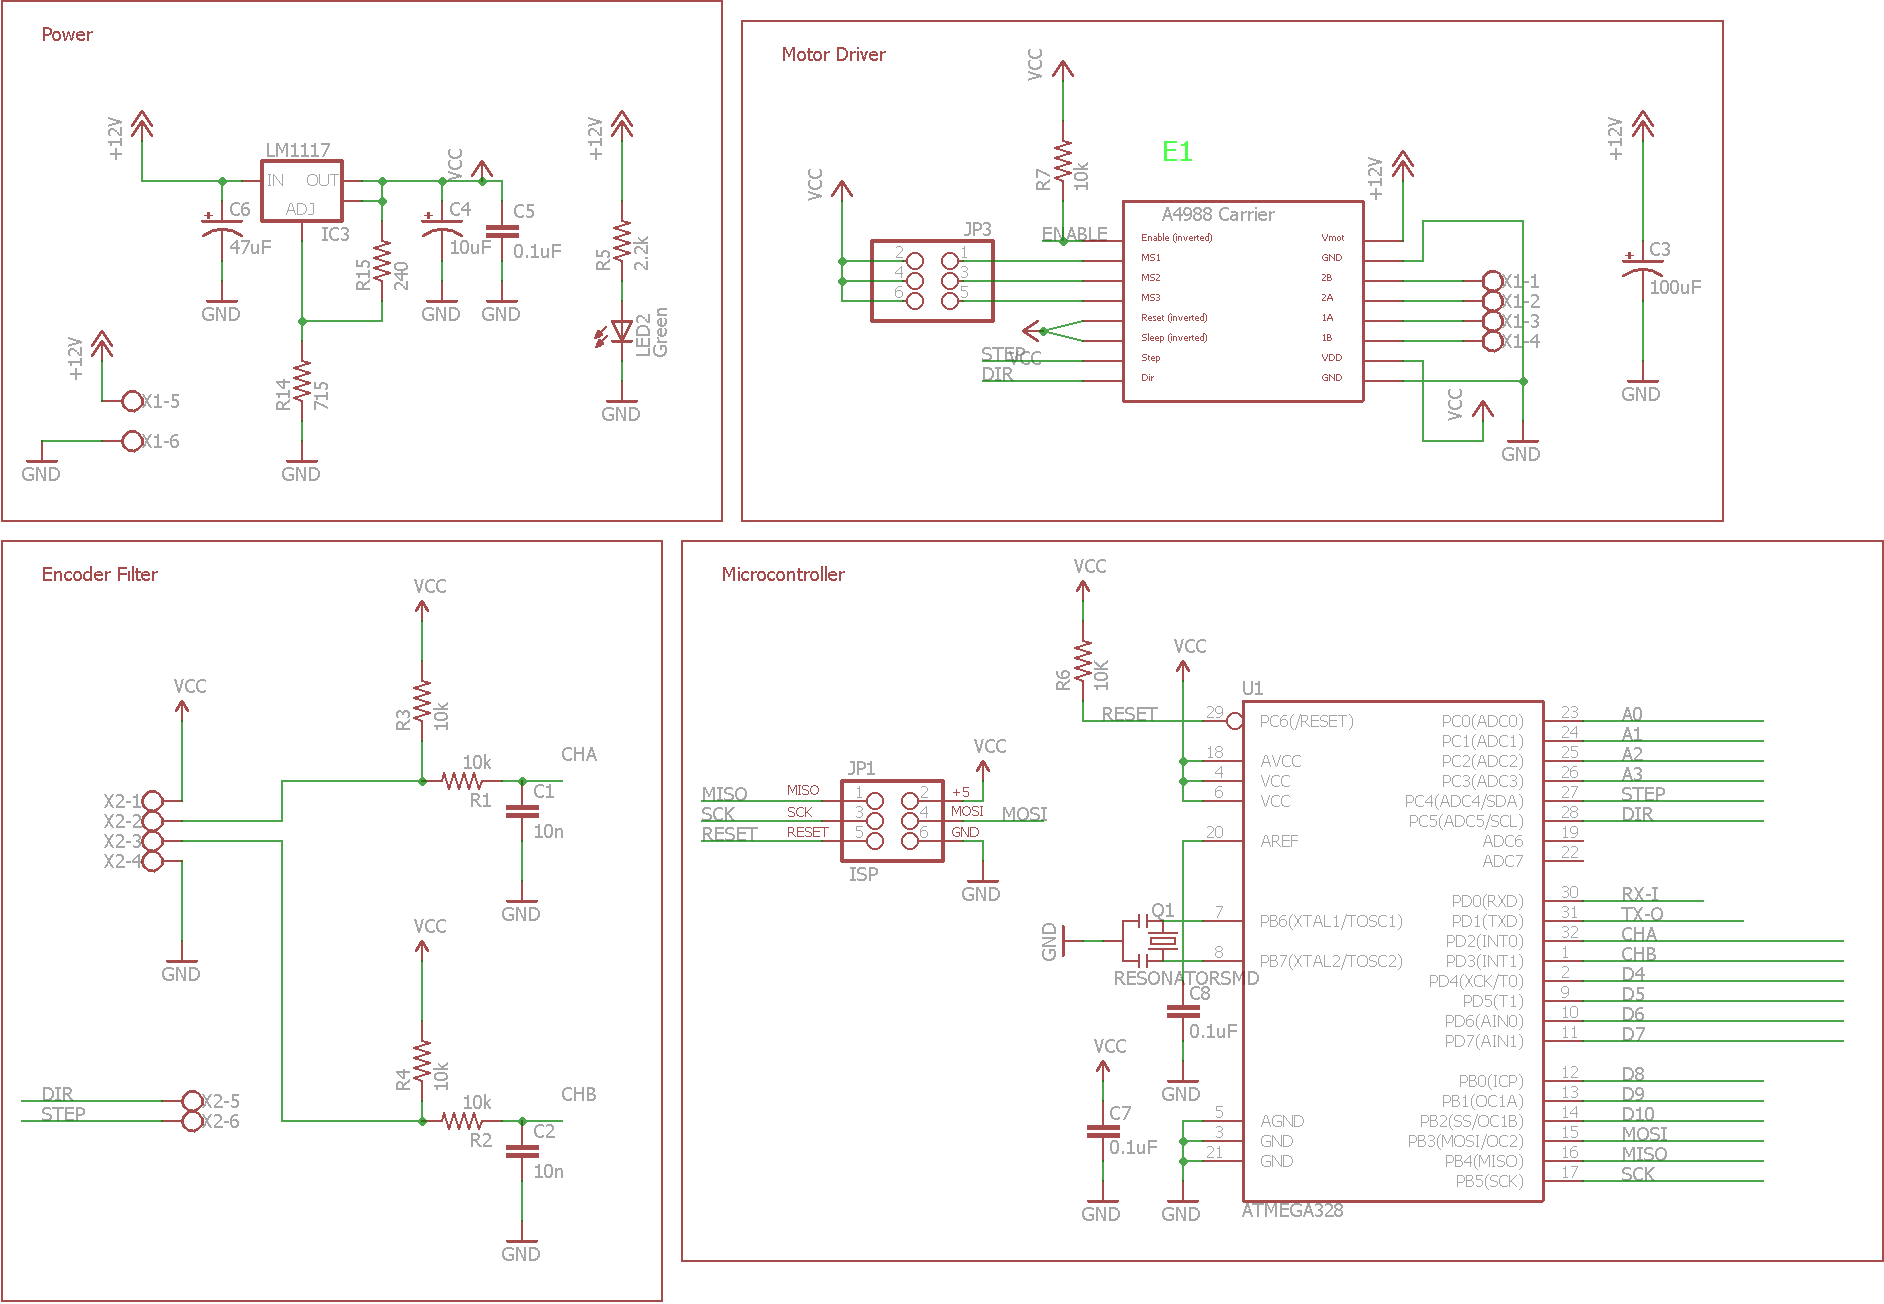 Power
+12V
LM1117
IN OUT
ADJ
IC3
C6
47uF
GND
VCC
C4
10uF
GND
C5
0.1uF
GND
R15
240
R14
715
GND
+12V
R5
2.2k
LED2
Green
GND
+12V
X1-5
X1-6
GND
Motor Driver
VCC
R7
10k
E1
VCC
JP3
2 1
4 3
6 5
ENABLE
A4988 Carrier
Enable (inverted) Vmot
MS1 GND
MS2 2B
MS3 2A
Reset (inverted) 1A
Sleep (inverted) 1B
Step VDD
Dir GND
VCC
STEP
DIR
+12V
X1-1
X1-2
X1-3
X1-4
VCC
GND
+12V
C3
100uF
GND
Encoder Filter
VCC
R3
10k
VCC
X2-1
X2-2
X2-3
X2-4
GND
10k
R1
CHA
C1
10n
GND
VCC
R4
10k
10k
R2
CHB
C2
10n
GND
DIR
STEP
X2-5
X2-6
Microcontroller
VCC
R6
10K
RESET
VCC
JP1
MISO MISO 1 2 +5
SCK SCK 3 4 MOSI MOSI
RESET RESET 5 6 GND
ISP
VCC
GND
GND
Q1
RESONATORSMD
C8
0.1uF
GND
VCC
C7
0.1uF
GND
GND
U1
29 PC6(/RESET) PC0(ADC0) 23 A0
PC1(ADC1) 24 A1
18 AVCC PC2(ADC2) 25 A2
4 VCC PC3(ADC3) 26 A3
6 VCC PC4(ADC4/SDA) 27 STEP
PC5(ADC5/SCL) 28 DIR
20 AREF ADC6 19
ADC7 22
PD0(RXD) 30 RX-I
7 PB6(XTAL1/TOSC1) PD1(TXD) 31 TX-O
PD2(INT0) 32 CHA
8 PB7(XTAL2/TOSC2) PD3(INT1) 1 CHB
PD4(XCK/T0) 2 D4
PD5(T1) 9 D5
PD6(AIN0) 10 D6
PD7(AIN1) 11 D7
PB0(ICP) 12 D8
PB1(OC1A) 13 D9
5 AGND PB2(SS/OC1B) 14 D10
3 GND PB3(MOSI/OC2) 15 MOSI
21 GND PB4(MISO) 16 MISO
PB5(SCK) 17 SCK
ATMEGA328